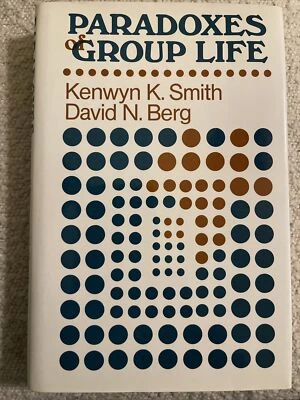 PARADOXES
of GROUP LIFE
Kenwyn K. Smith
David N. Berg